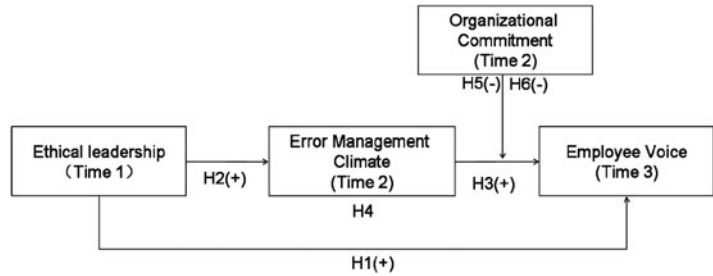 Organizational
Commitment
(Time 2)
H5(-) H6(-)
Ethical leadership
（Time 1）
H2(+)
Error Management
Climate
(Time 2)
H3(+)
Employee Voice
(Time 3)
H4
H1(+)